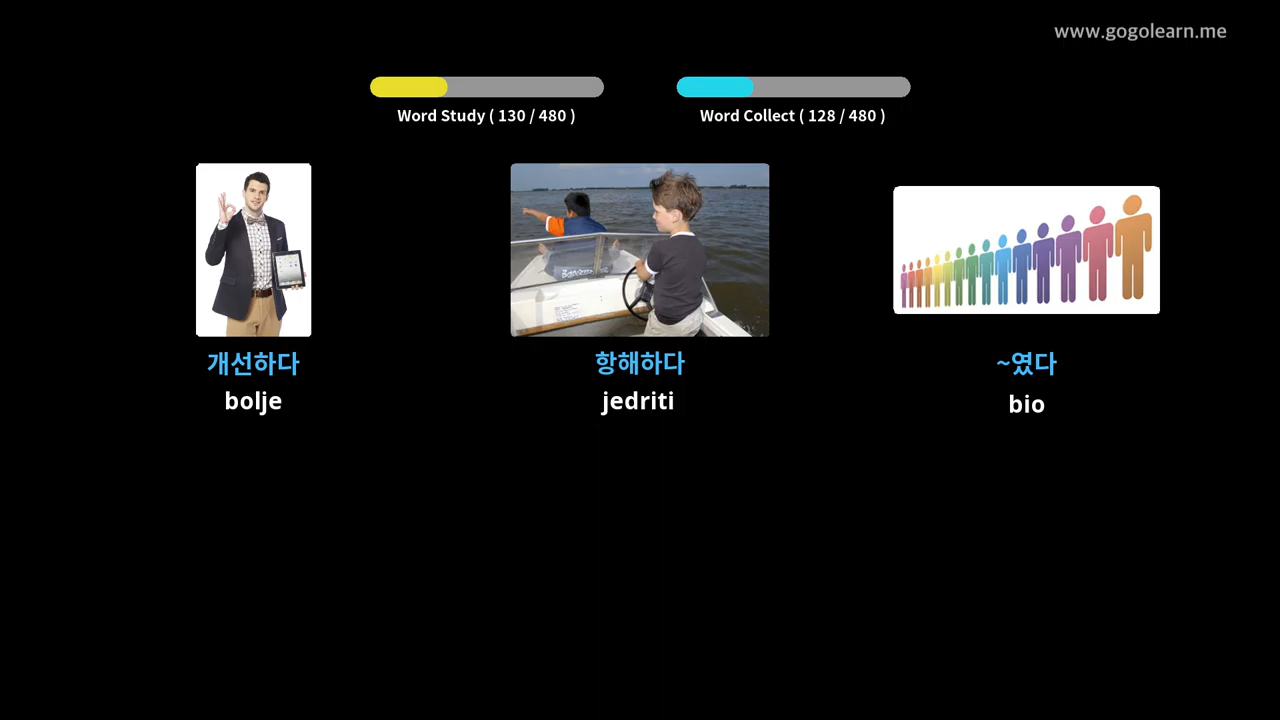 www.gogolearn.me
Word Study ( 130 / 480 )
Word Collect ( 128 / 480 )
개선하다
bolje
항해하다
jedriti
~였다
bio